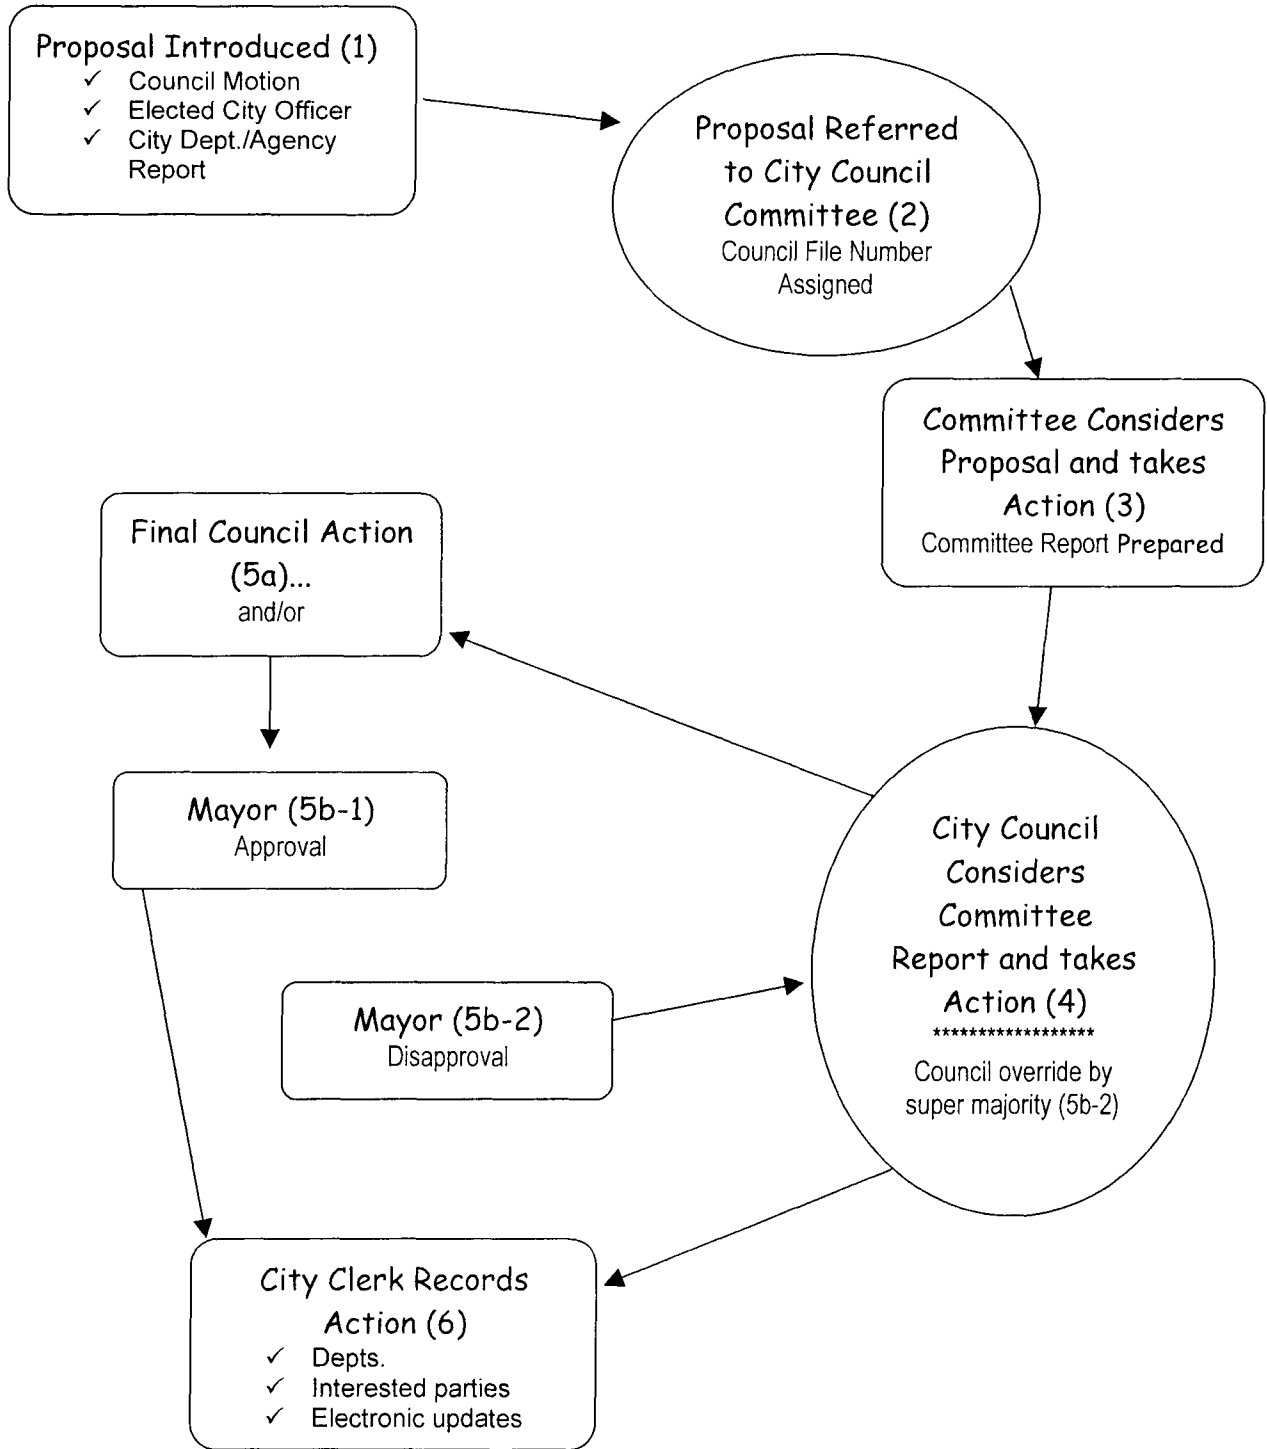 Proposal Introduced (1)
✓ Council Motion
✓ Elected City Officer
✓ City Dept./Agency
Report
Proposal Referred
to City Council
Committee (2)
Council File Number
Assigned
Committee Considers
Proposal and takes
Action (3)
Committee Report Prepared
Final Council Action
(5a)...
and/or
Mayor (5b-1)
Approval
City Council
Considers
Committee
Report and takes
Action (4)
******************
Council override by
super majority (5b-2)
Mayor (5b-2)
Disapproval
City Clerk Records
Action (6)
✓ Depts.
✓ Interested parties
✓ Electronic updates